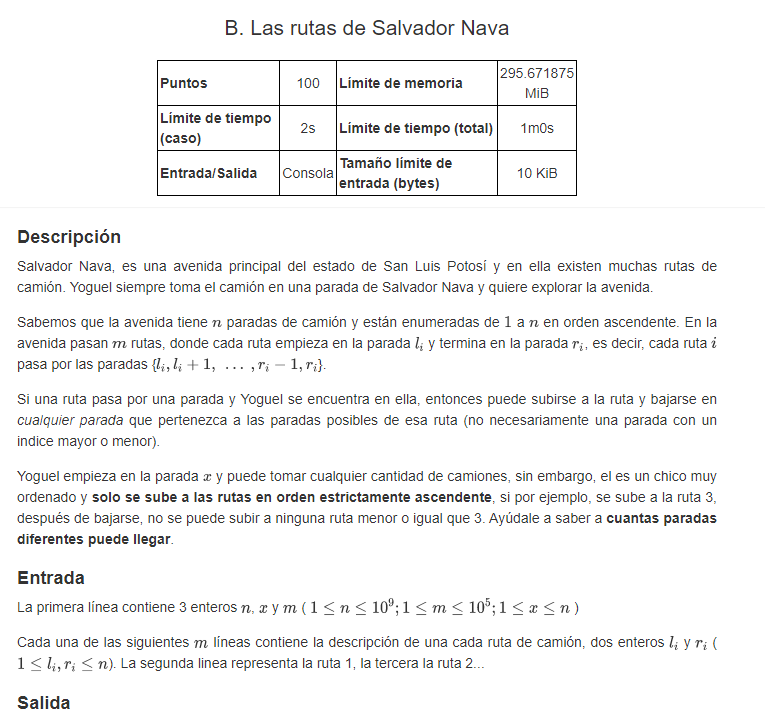 B. Las rutas de Salvador Nava
Puntos 100 Límite de memoria 295.671875 MiB
Límite de tiempo (caso) 2s Límite de tiempo (total) 1m0s
Entrada/Salida Consola Tamaño límite de entrada (bytes) 10 KiB
Descripción
Salvador Nava, es una avenida principal del estado de San Luis Potosí y en ella existen muchas rutas de
camión. Yoguel siempre toma el camión en una parada de Salvador Nava y quiere explorar la avenida.
Sabemos que la avenida tiene n paradas de camión y están enumeradas de 1 a n en orden ascendente. En la
avenida pasan m rutas, donde cada ruta empieza en la parada l_i y termina en la parada r_i, es decir, cada ruta i
pasa por las paradas {l_i, l_i + 1, ... , r_i − 1, r_i}.
Si una ruta pasa por una parada y Yoguel se encuentra en ella, entonces puede subirse a la ruta y bajarse en
cualquier parada que pertenezca a las paradas posibles de esa ruta (no necesariamente una parada con un
indice mayor o menor).
Yoguel empieza en la parada x y puede tomar cualquier cantidad de camiones, sin embargo, el es un chico muy
ordenado y solo se sube a las rutas en orden estrictamente ascendente, si por ejemplo, se sube a la ruta 3,
después de bajarse, no se puede subir a ninguna ruta menor o igual que 3. Ayúdale a saber a cuantas paradas
diferentes puede llegar.
Entrada
La primera línea contiene 3 enteros n, x y m ( 1 ≤ n ≤ 10^9; 1 ≤ m ≤ 10^5; 1 ≤ x ≤ n )
Cada una de las siguientes m líneas contiene la descripción de una cada ruta de camión, dos enteros l_i y r_i (
1 ≤ l_i, r_i ≤ n). La segunda linea representa la ruta 1, la tercera la ruta 2...
Salida